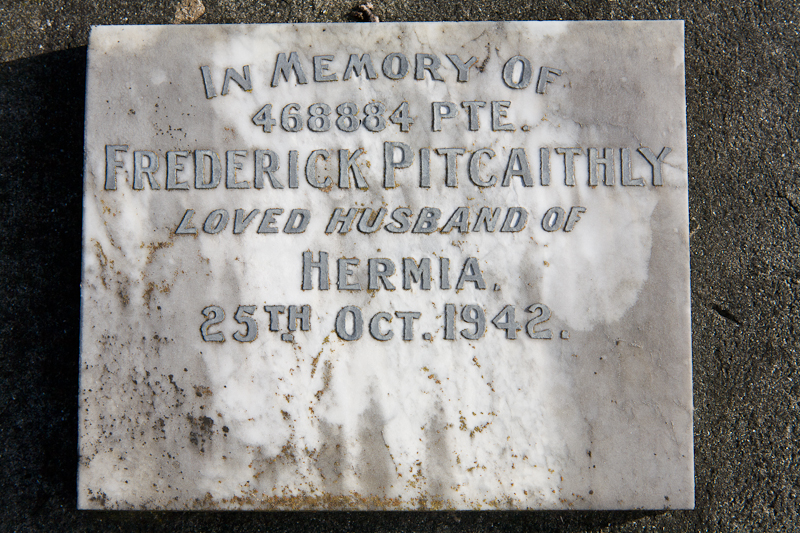 IN MEMORY OF
468884 PTE.
FREDERICK PITCAITHLY
LOVED HUSBAND OF
HERMIA.
25TH OCT. 1942.